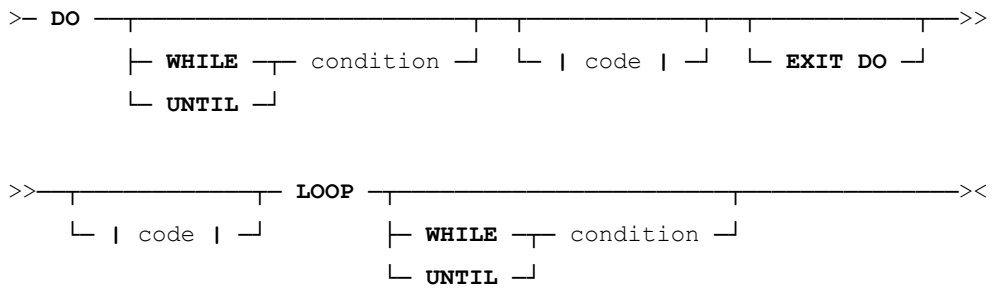 >─ DO ──┬───────────────────────┬──┬────────────┬──┬───────────┬──>>
├─ WHILE ─┬─ condition ─┘ └─ | code | ─┘ └─ EXIT DO ─┘
└─ UNTIL ─┘
>>──┬────────────┬─ LOOP ─┬───────────────────────┬──────────────><
└─ | code | ─┘ ├─ WHILE ─┬─ condition ─┘
└─ UNTIL ─┘